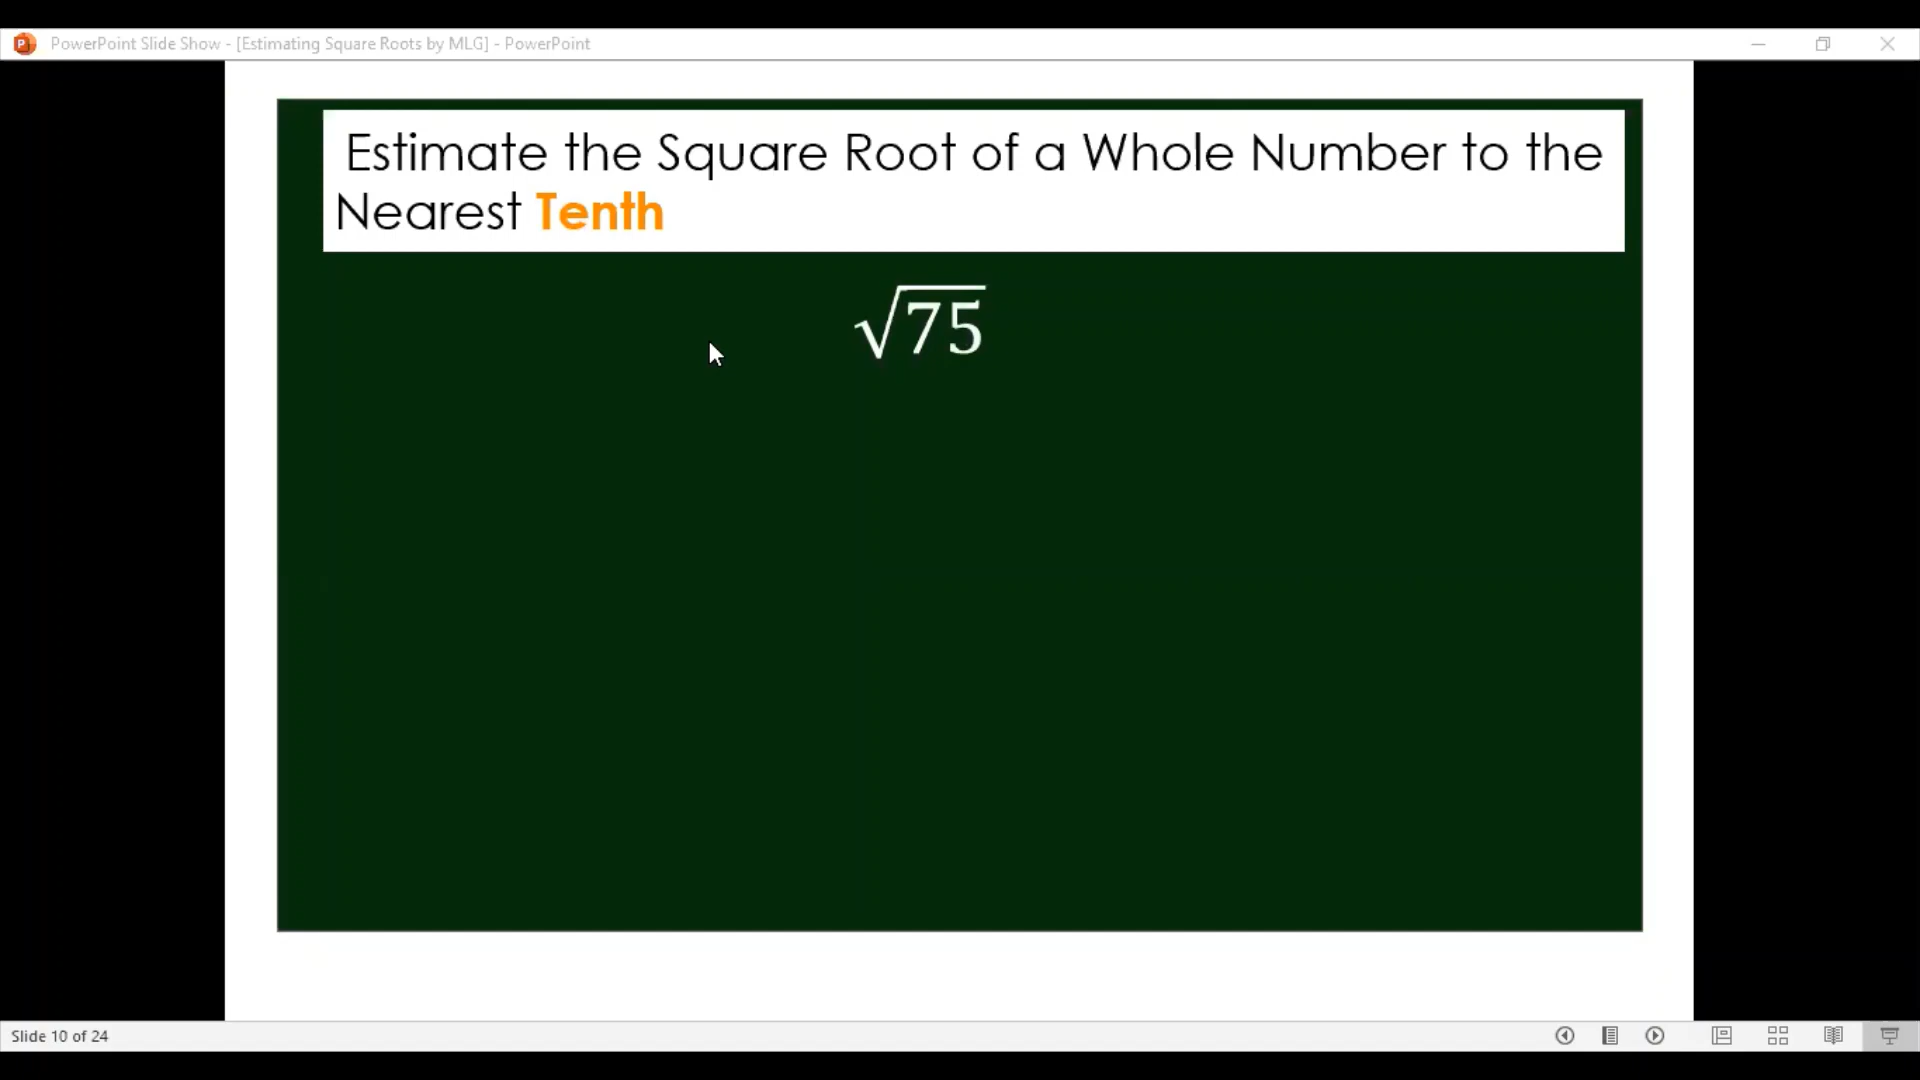 PowerPoint Slide Show - [Estimating Square Roots by MLG] - PowerPoint
Estimate the Square Root of a Whole Number to the
Nearest Tenth
√75
Slide 10 of 24